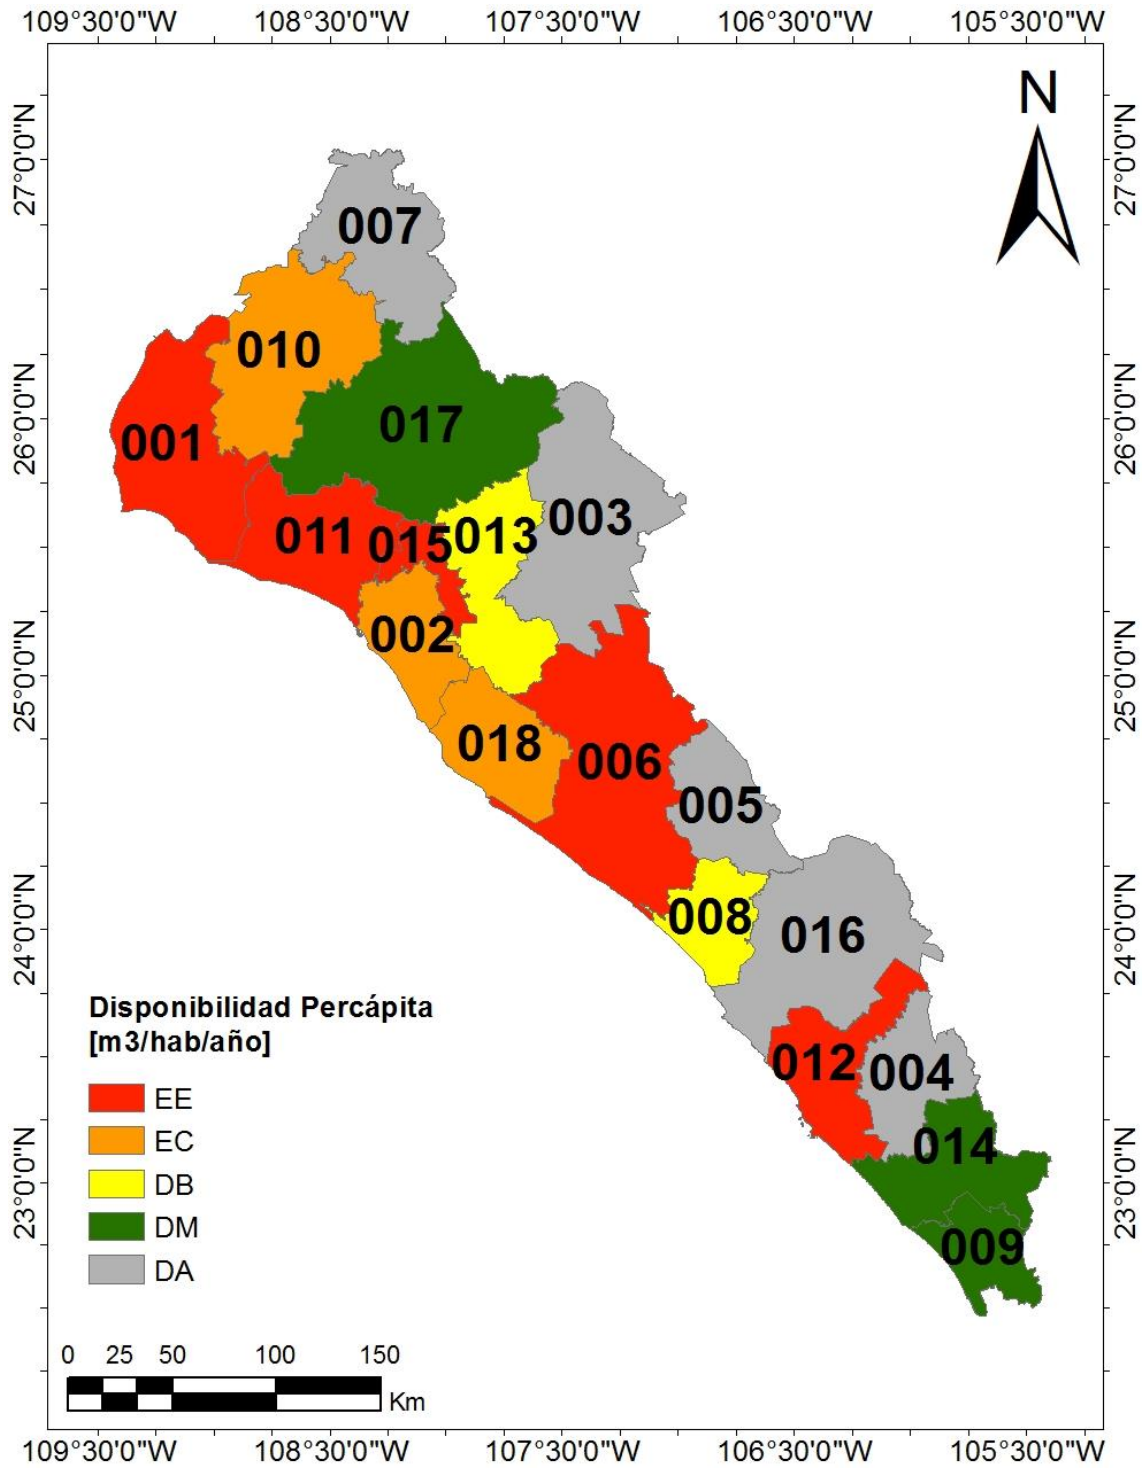 109°30'0"W 108°30'0"W 107°30'0"W 106°30'0"W 105°30'0"W
N
27°0'0"N 27°0'0"N
007
010
26°0'0"N 26°0'0"N
017
001
003
011 015 013
002
25°0'0"N 25°0'0"N
018
006
005
008
24°0'0"N 24°0'0"N
016
Disponibilidad Percápita
[m3/hab/año]
012 004
EE
EC
014
23°0'0"N 23°0'0"N
DB
DM
009
DA
0 25 50 100 150
Km
109°30'0"W 108°30'0"W 107°30'0"W 106°30'0"W 105°30'0"W